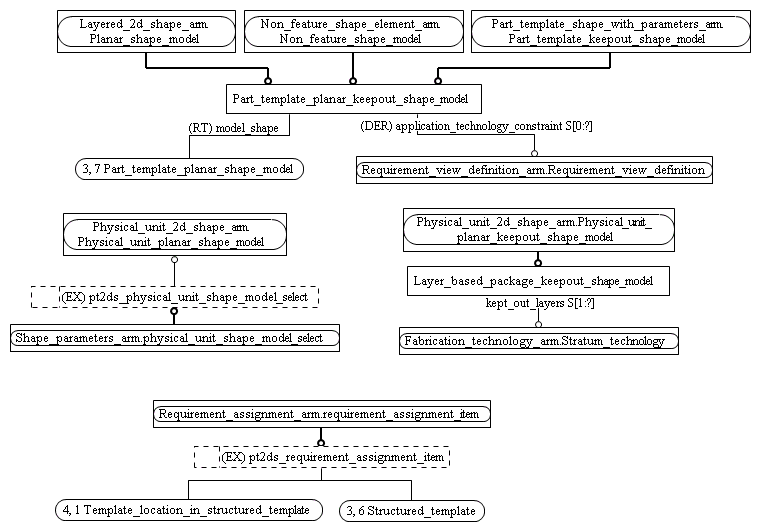 Layered_2d_shape_arm.
Planar_shape_model
Non_feature_shape_element_arm.
Non_feature_shape_model
Part_template_shape_with_parameters_arm.
Part_template_keepout_shape_model
Part_template_planar_keepout_shape_model
(RT) model_shape
(DER) application_technology_constraint S[0:?]
3, 7 Part_template_planar_shape_model
Requirement_view_definition_arm.Requirement_view_definition
Physical_unit_2d_shape_arm.
Physical_unit_planar_shape_model
Physical_unit_2d_shape_arm.Physical_unit_
planar_keepout_shape_model
(EX) pt2ds_physical_unit_shape_model_select
Layer_based_package_keepout_shape_model
kept_out_layers S[1:?]
Shape_parameters_arm.physical_unit_shape_model_select
Fabrication_technology_arm.Stratum_technology
Requirement_assignment_arm.requirement_assignment_item
(EX) pt2ds_requirement_assignment_item
4, 1 Template_location_in_structured_template
3, 6 Structured_template